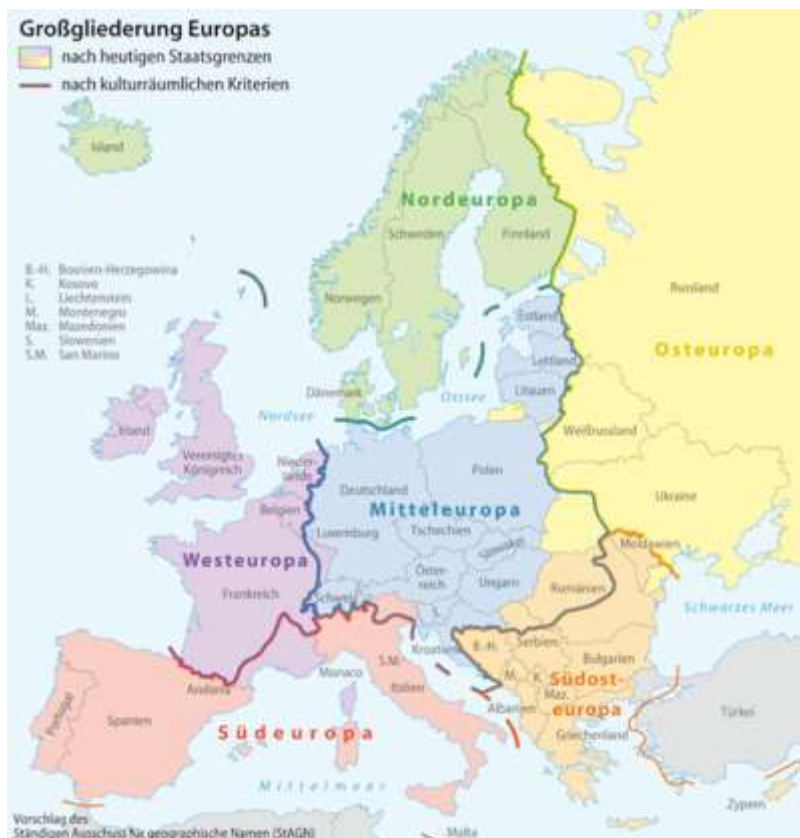 Großgliederung Europas
nach heutigen Staatsgrenzen
nach kulturräumlichen Kriterien
Island
Nordeuropa
Schweden
Finnland
B.-H. Bosnien-Herzegowina
K. Kosovo
L. Liechtenstein
M. Montenegro
Maz. Mazedonien
S. Slowenien
S.M. San Marino
Norwegen
Russland
Estland
Osteuropa
Lettland
Dänemark
Ostsee
Litauen
Nordsee
Irland
Weißrussland
Vereinigtes
Königreich
Nieder-
lande
Polen
Deutschland
Ukraine
Belgien
Mitteleuropa
Luxemburg
Tschechien
Slowakei
Moldawien
Westeuropa
Öster-
reich
Ungarn
Frankreich
Schweiz
Rumänien
S.
Schwarzes Meer
Kroatien
B.-H.
Serbien
S.M.
Bulgarien
Monaco
M.
K.
Andorra
Italien
Maz.
Südost-
europa
Portugal
Spanien
Albanien
Türkei
Südeuropa
Griechenland
Mittelmeer
Zypern
Vorschlag des
Ständigen Ausschuss für geographische Namen (StAGN)
Malta